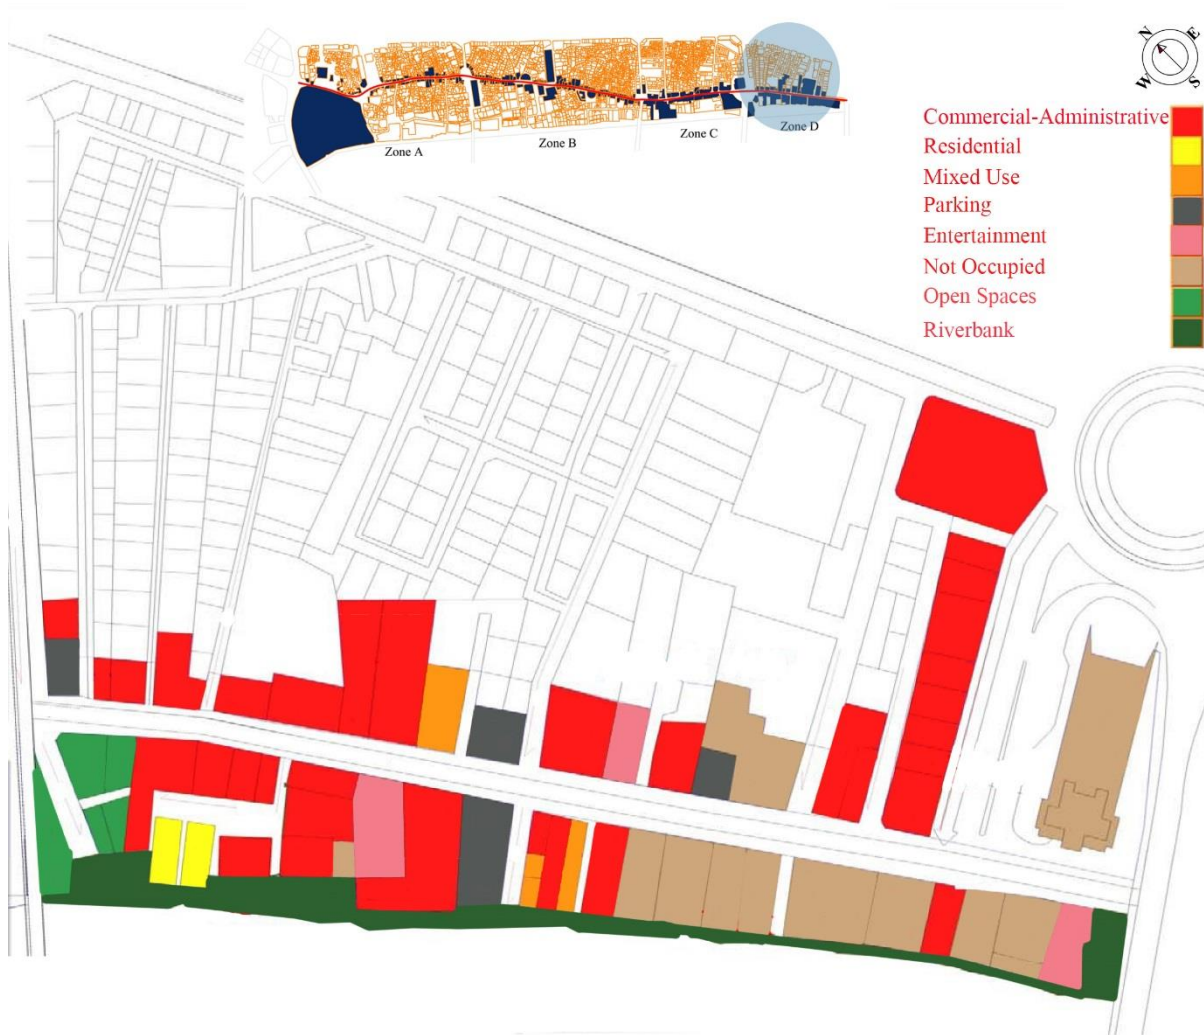 N
E
W
S
Zone A
Zone B
Zone C
Zone D
Commercial-Administrative
Residential
Mixed Use
Parking
Entertainment
Not Occupied
Open Spaces
Riverbank